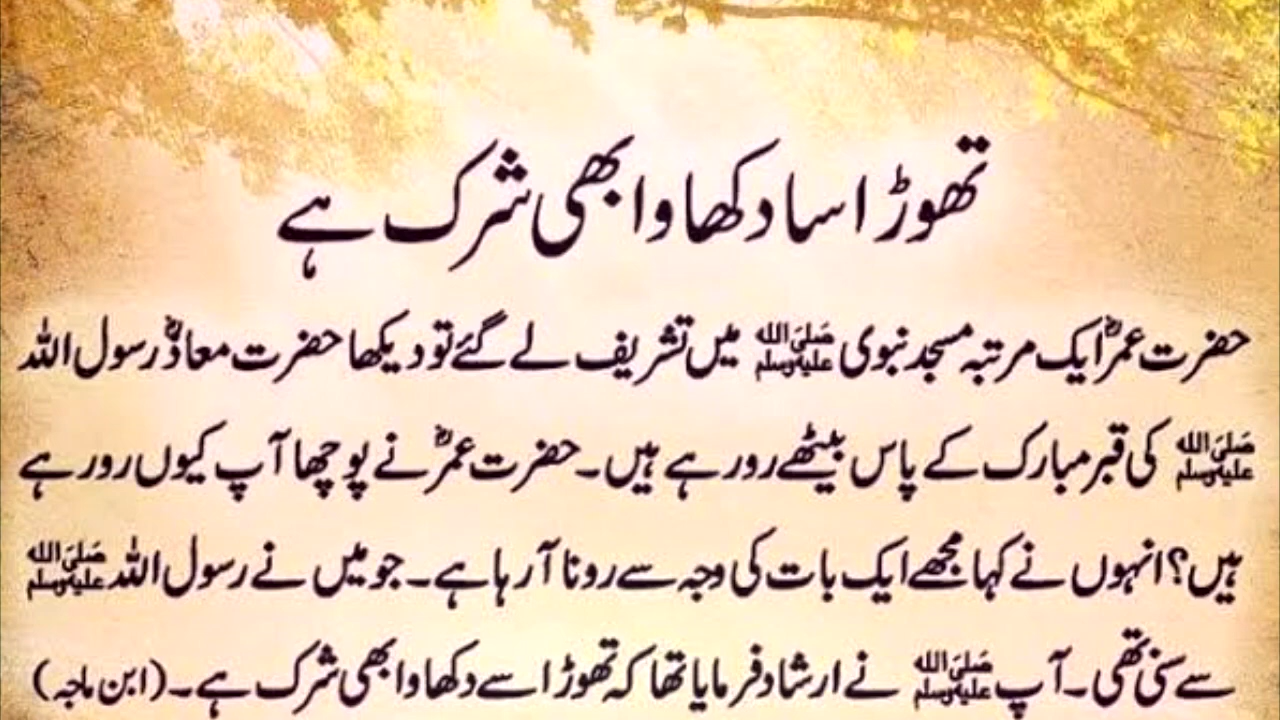 تھوڑا سا دکھاوا بھی شرک ہے
حضرت عمرؓ ایک مرتبہ مسجد نبوی ﷺ میں تشریف لے گئے تو دیکھا حضرت معاذؓ رسول اللہ
ﷺ کی قبر مبارک کے پاس بیٹھے رو رہے ہیں۔ حضرت عمرؓ نے پوچھا آپ کیوں رو رہے
ہیں؟ انہوں نے کہا مجھے ایک بات کی وجہ سے رونا آ رہا ہے۔ جو میں نے رسول اللہ ﷺ
سے سنی تھی۔ آپ ﷺ نے ارشاد فرمایا تھا کہ تھوڑا سے دکھاوا بھی شرک ہے۔ (ابن ماجہ)